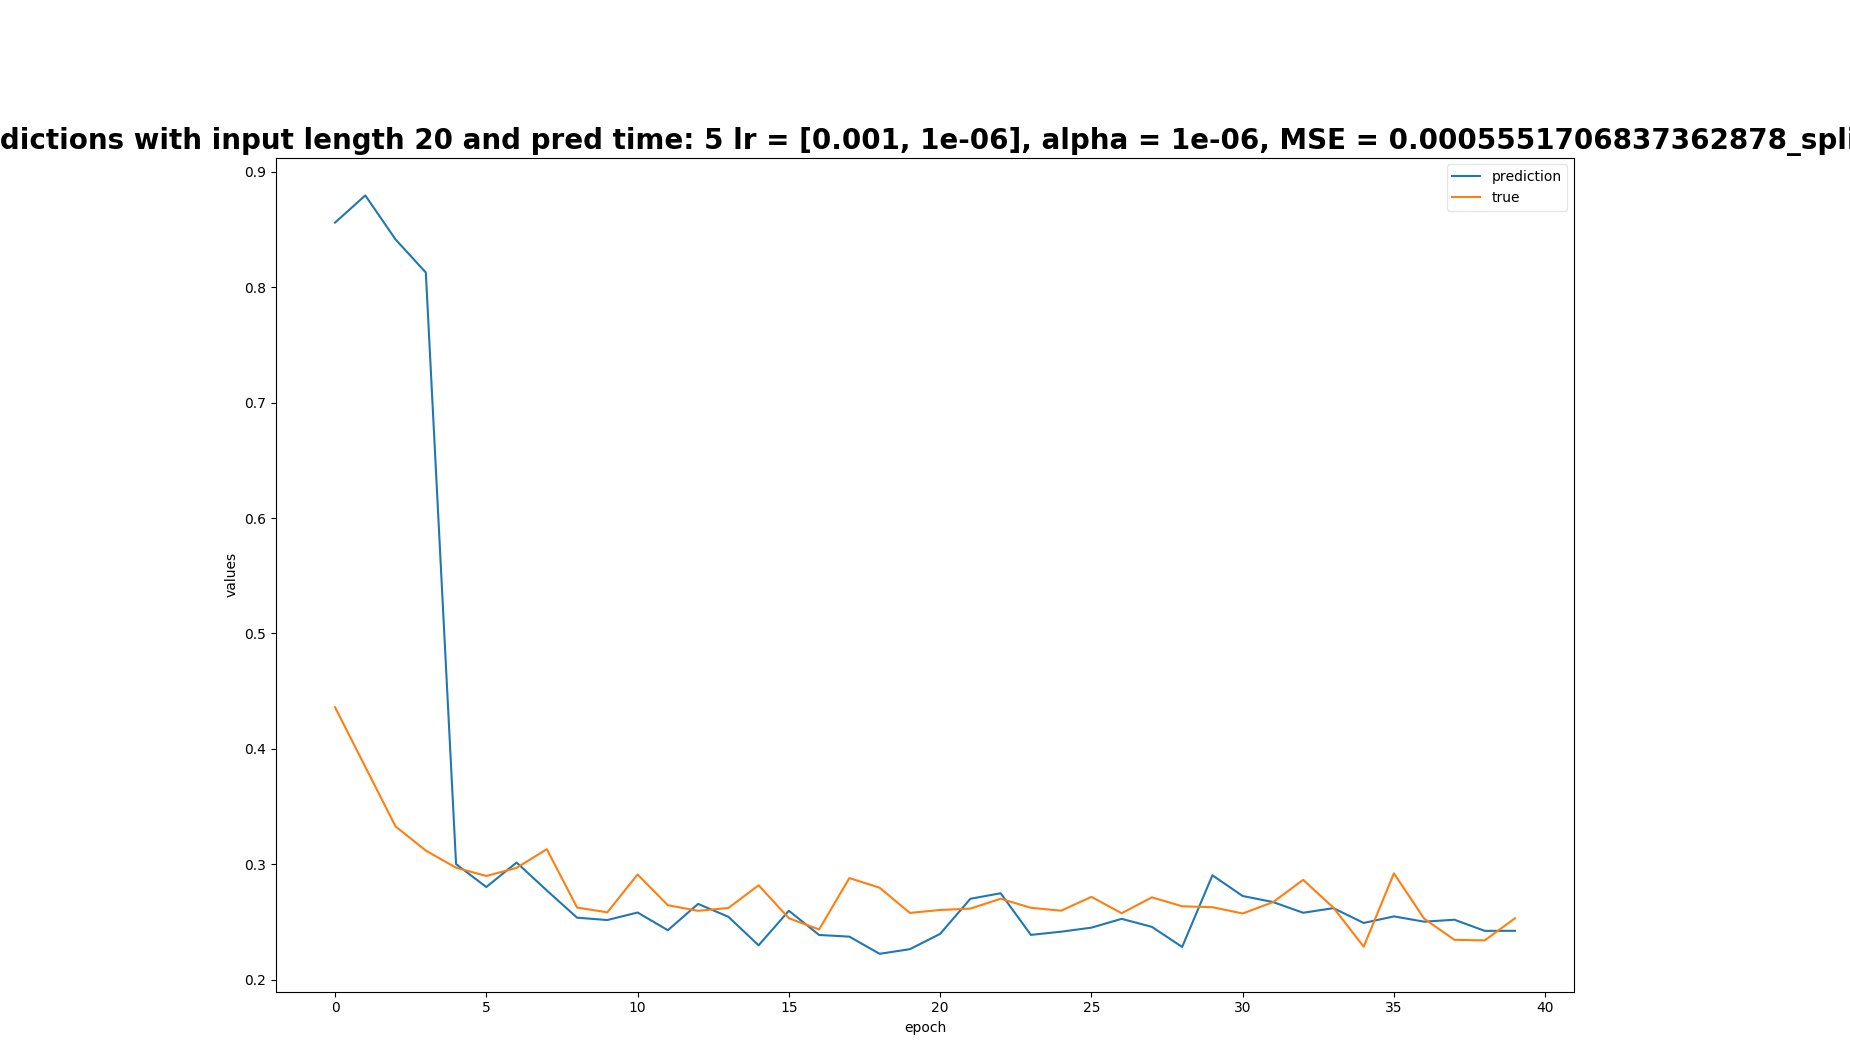 dictions with input length 20 and pred time: 5 lr = [0.001, 1e-06], alpha = 1e-06, MSE = 0.0005551706837362878_spli
prediction
true
0.9
0.8
0.7
0.6
0.5
0.4
0.3
0.2
values
0 5 10 15 20 25 30 35 40
epoch